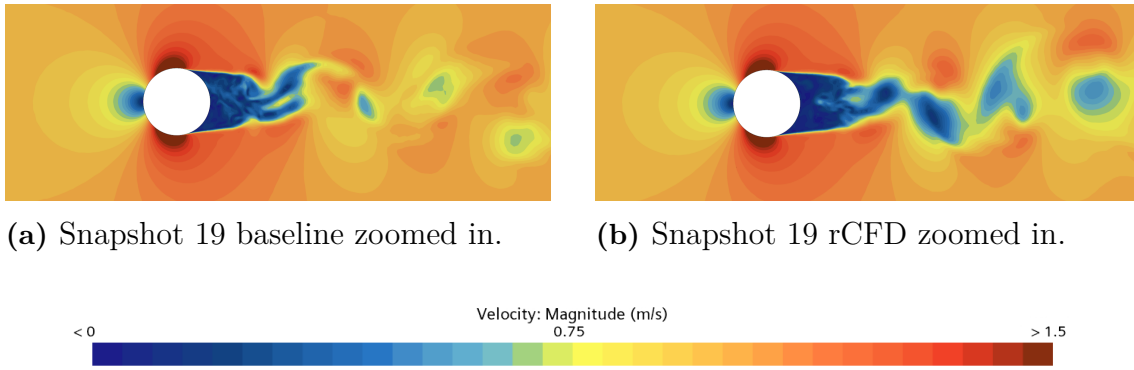 (a) Snapshot 19 baseline zoomed in.
(b) Snapshot 19 rCFD zoomed in.
Velocity: Magnitude (m/s)
< 0 0.75 > 1.5